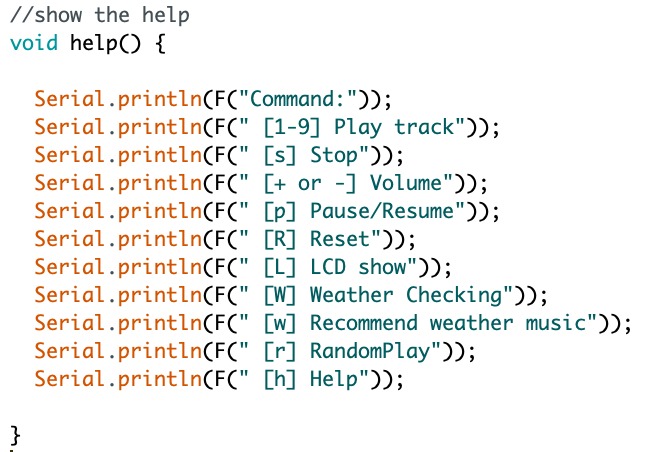 //show the help
void help() {
Serial.println(F("Command:"));
Serial.println(F(" [1-9] Play track"));
Serial.println(F(" [s] Stop"));
Serial.println(F(" [+ or -] Volume"));
Serial.println(F(" [p] Pause/Resume"));
Serial.println(F(" [R] Reset"));
Serial.println(F(" [L] LCD show"));
Serial.println(F(" [W] Weather Checking"));
Serial.println(F(" [w] Recommend weather music"));
Serial.println(F(" [r] RandomPlay"));
Serial.println(F(" [h] Help"));
}